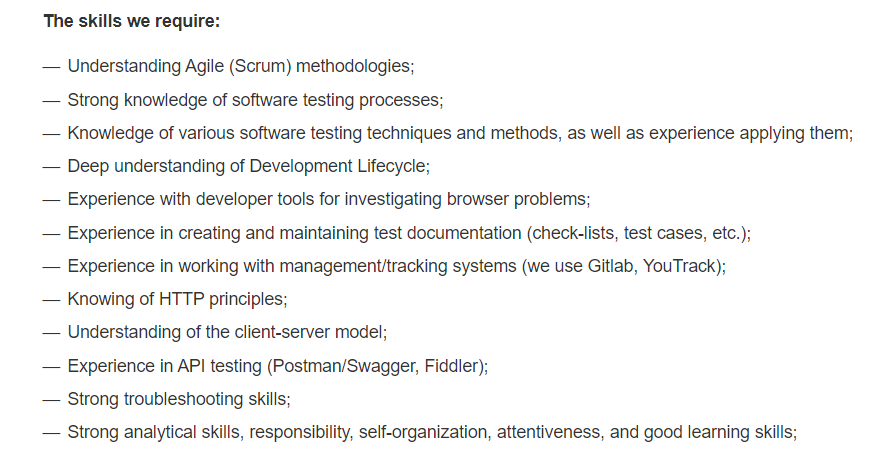 The skills we require:
— Understanding Agile (Scrum) methodologies;
— Strong knowledge of software testing processes;
— Knowledge of various software testing techniques and methods, as well as experience applying them;
— Deep understanding of Development Lifecycle;
— Experience with developer tools for investigating browser problems;
— Experience in creating and maintaining test documentation (check-lists, test cases, etc.);
— Experience in working with management/tracking systems (we use Gitlab, YouTrack);
— Knowing of HTTP principles;
— Understanding of the client-server model;
— Experience in API testing (Postman/Swagger, Fiddler);
— Strong troubleshooting skills;
— Strong analytical skills, responsibility, self-organization, attentiveness, and good learning skills;